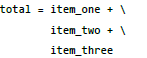 total = item_one + \
        item_two + \
        item_three